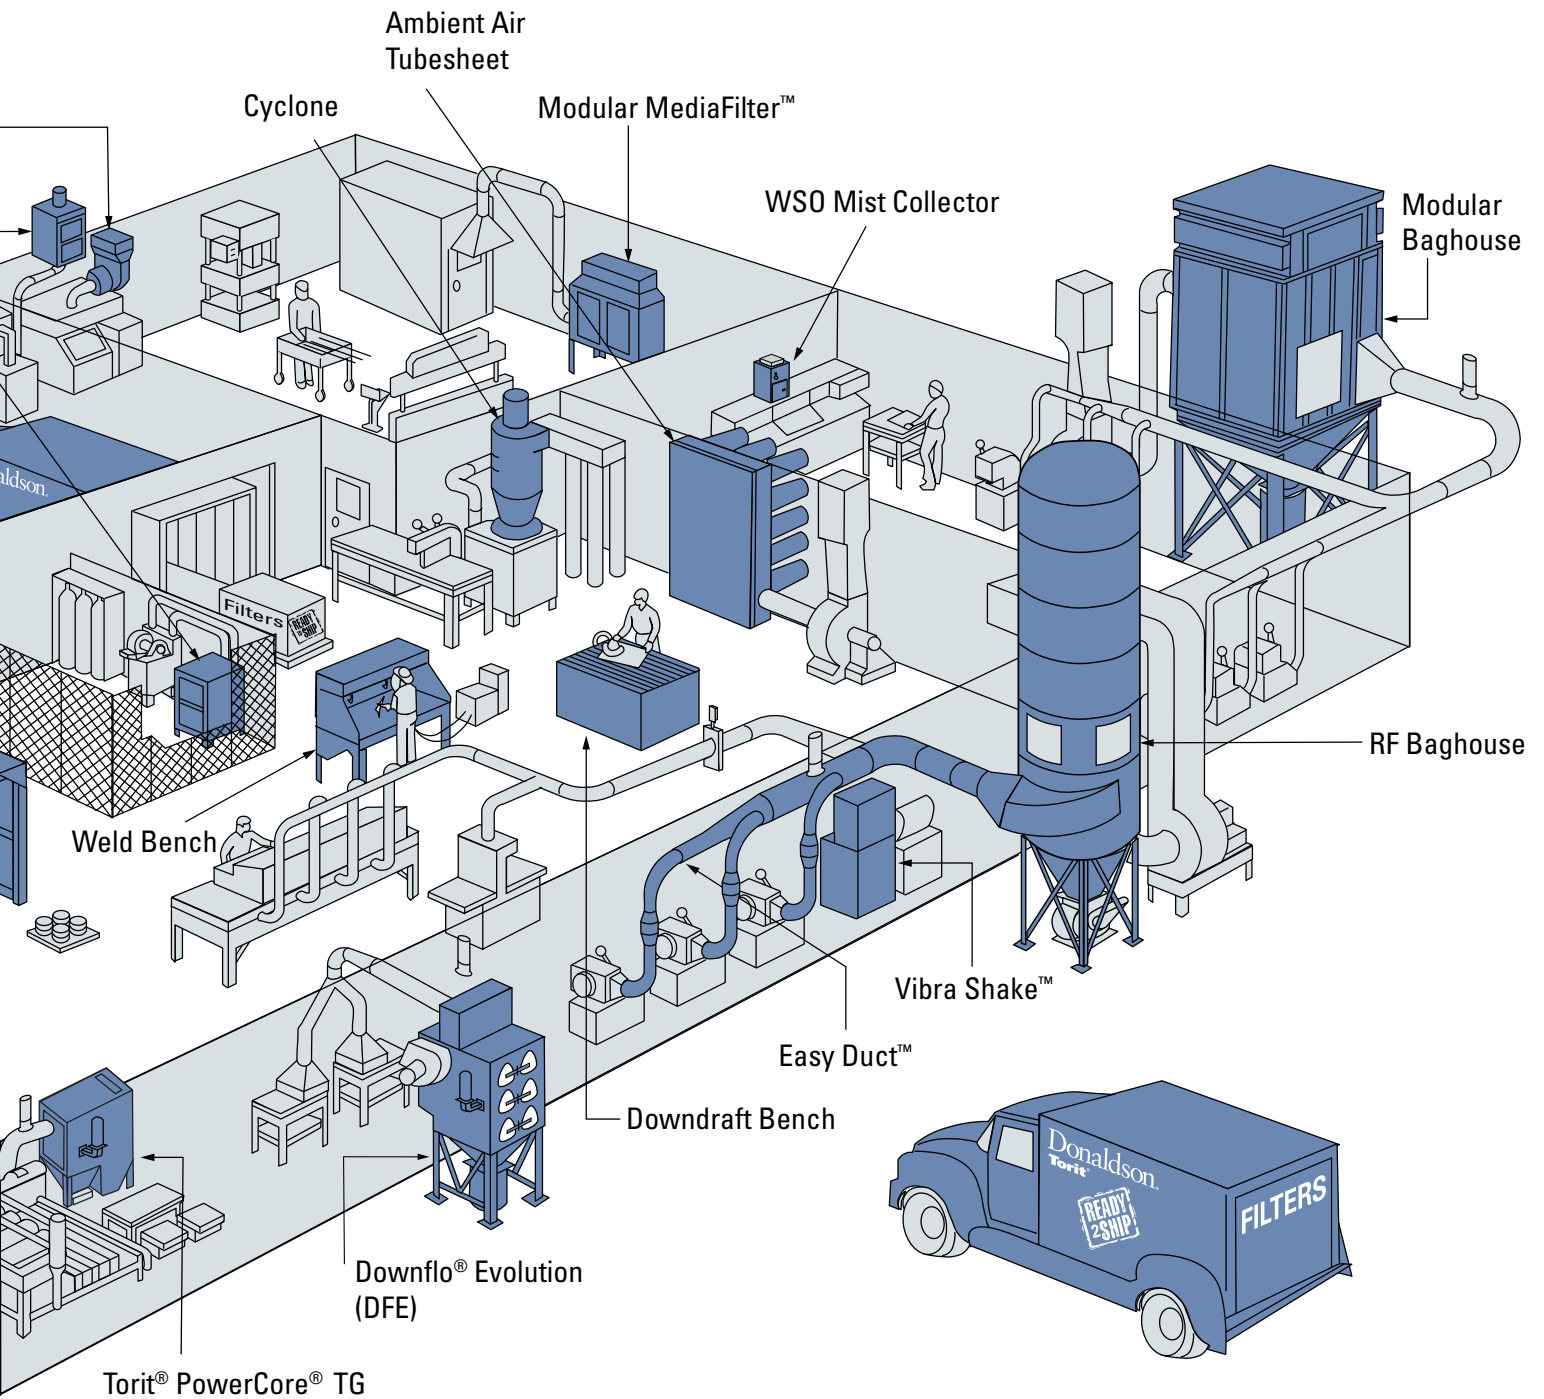 Ambient Air
Tubesheet
Cyclone
Modular MediaFilter™
WSO Mist Collector
Modular
Baghouse
aldson.
Filters
READY
2SHIP
RF Baghouse
Weld Bench
Vibra Shake™
Easy Duct™
Downdraft Bench
Donaldson.
Torit®
READY
2SHIP
FILTERS
Downflo® Evolution
(DFE)
Torit® PowerCore® TG